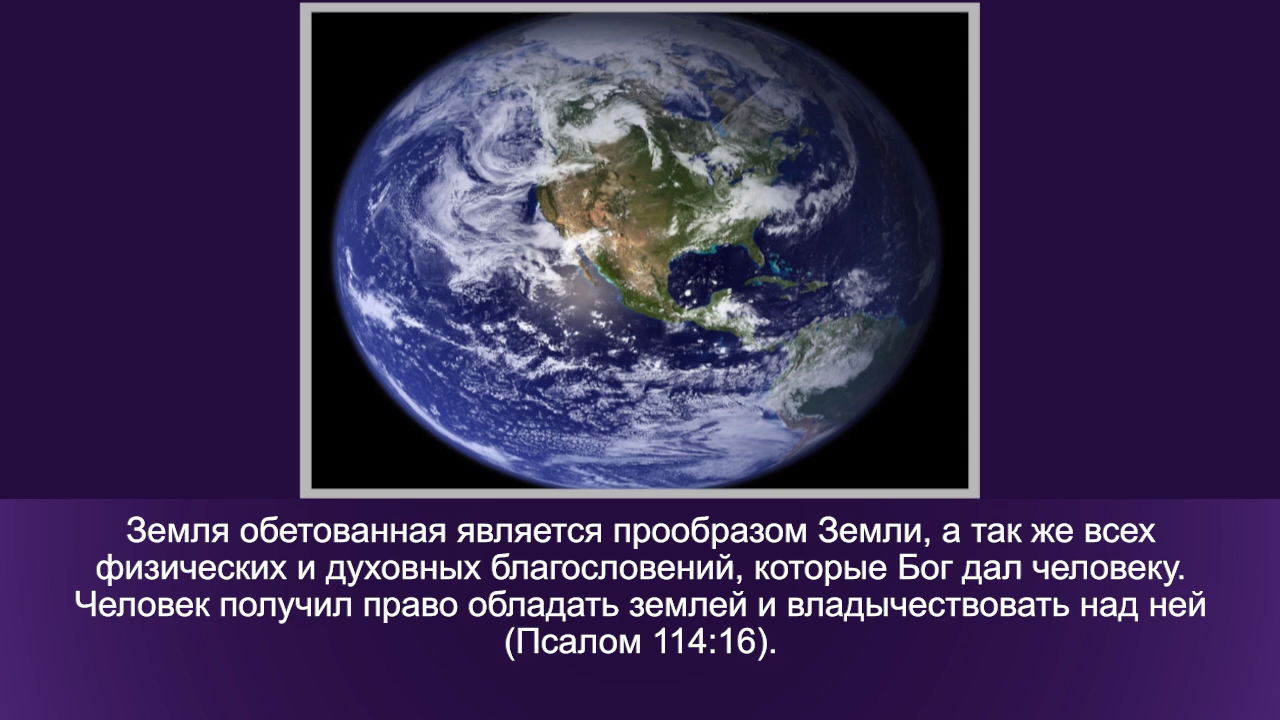 Земля обетованная является прообразом Земли, а так же всех
физических и духовных благословений, которые Бог дал человеку.
Человек получил право обладать землей и владычествовать над ней
(Псалом 114:16).